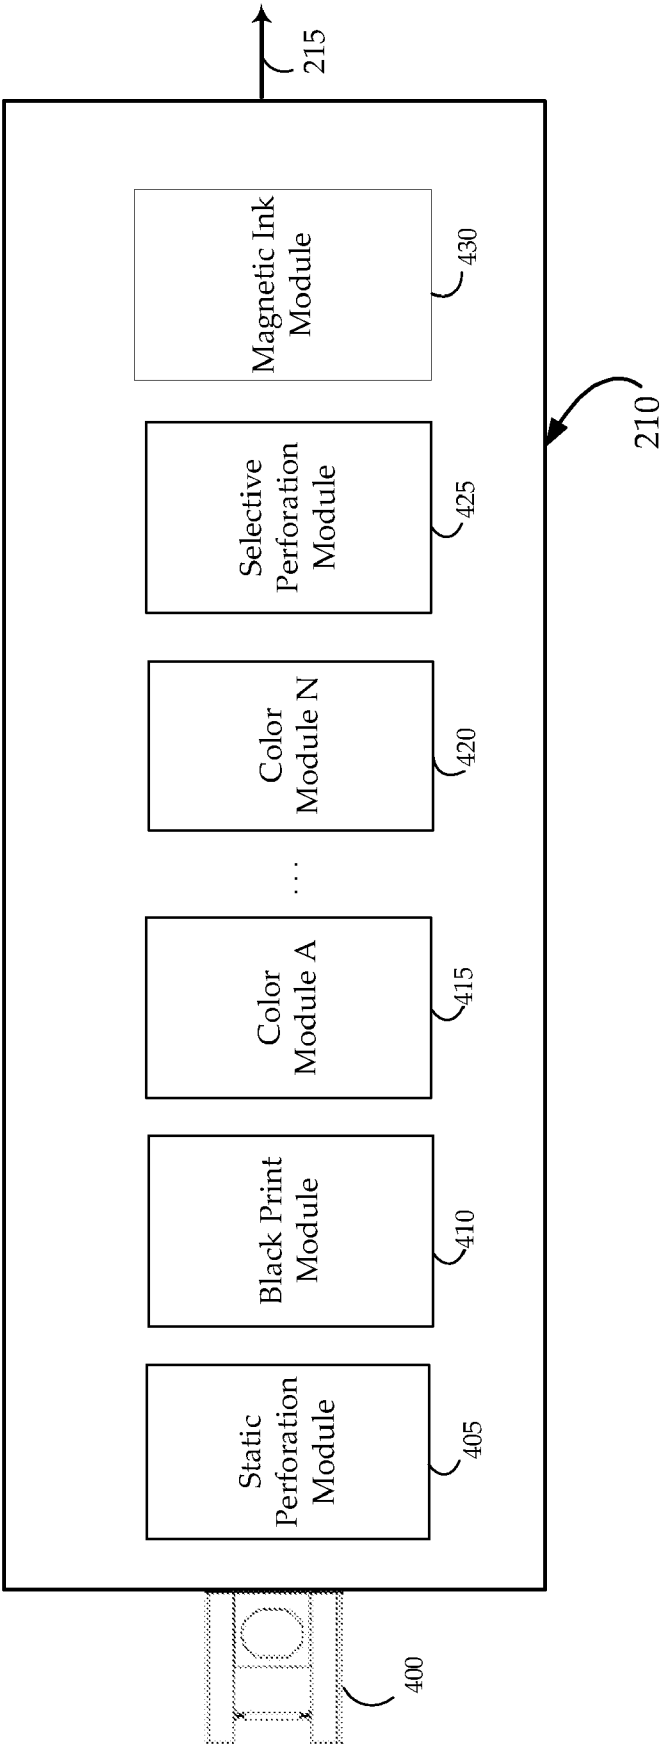 400
Static
Perforation
Module
405
Black Print
Module
410
Color
Module A
415
...
Color
Module N
420
Selective
Perforation
Module
425
Magnetic Ink
Module
430
210
215